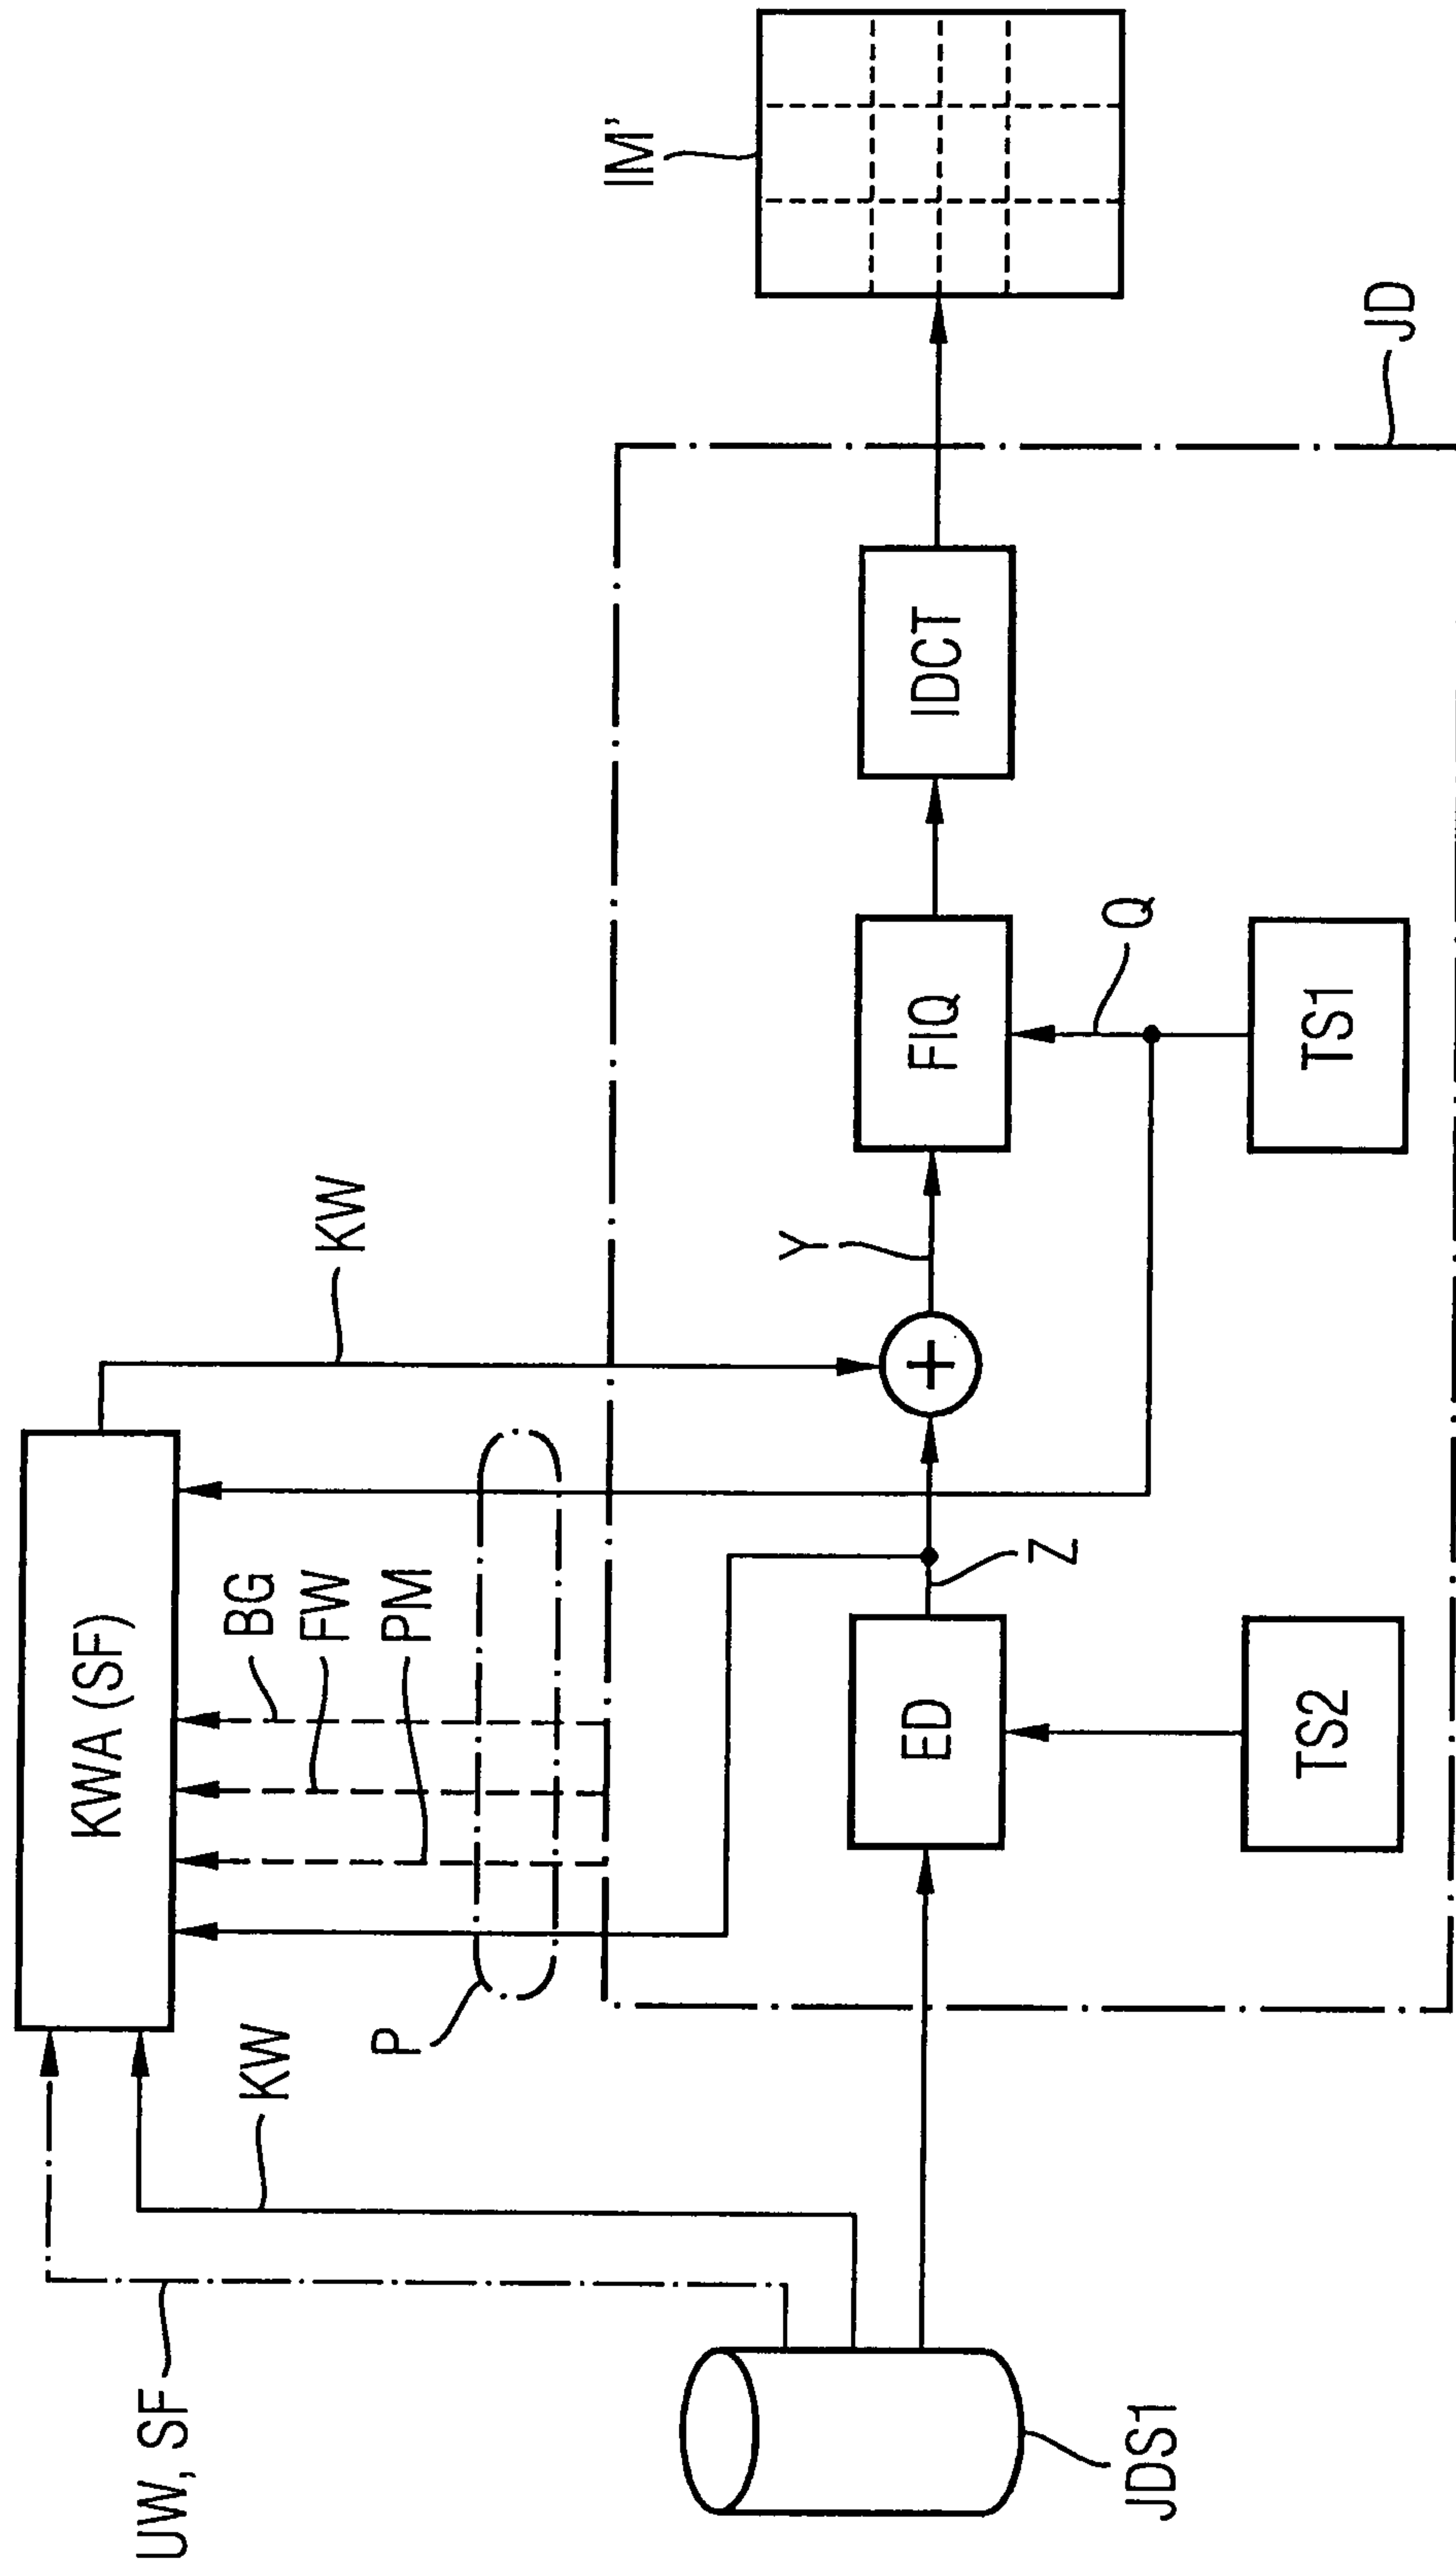 UW, SF
KW
KWA (SF)
BG
FW
PM
P
KW
IM'
JDS1
ED
Z
Y
FIQ
IDCT
Q
TS2
TS1
JD